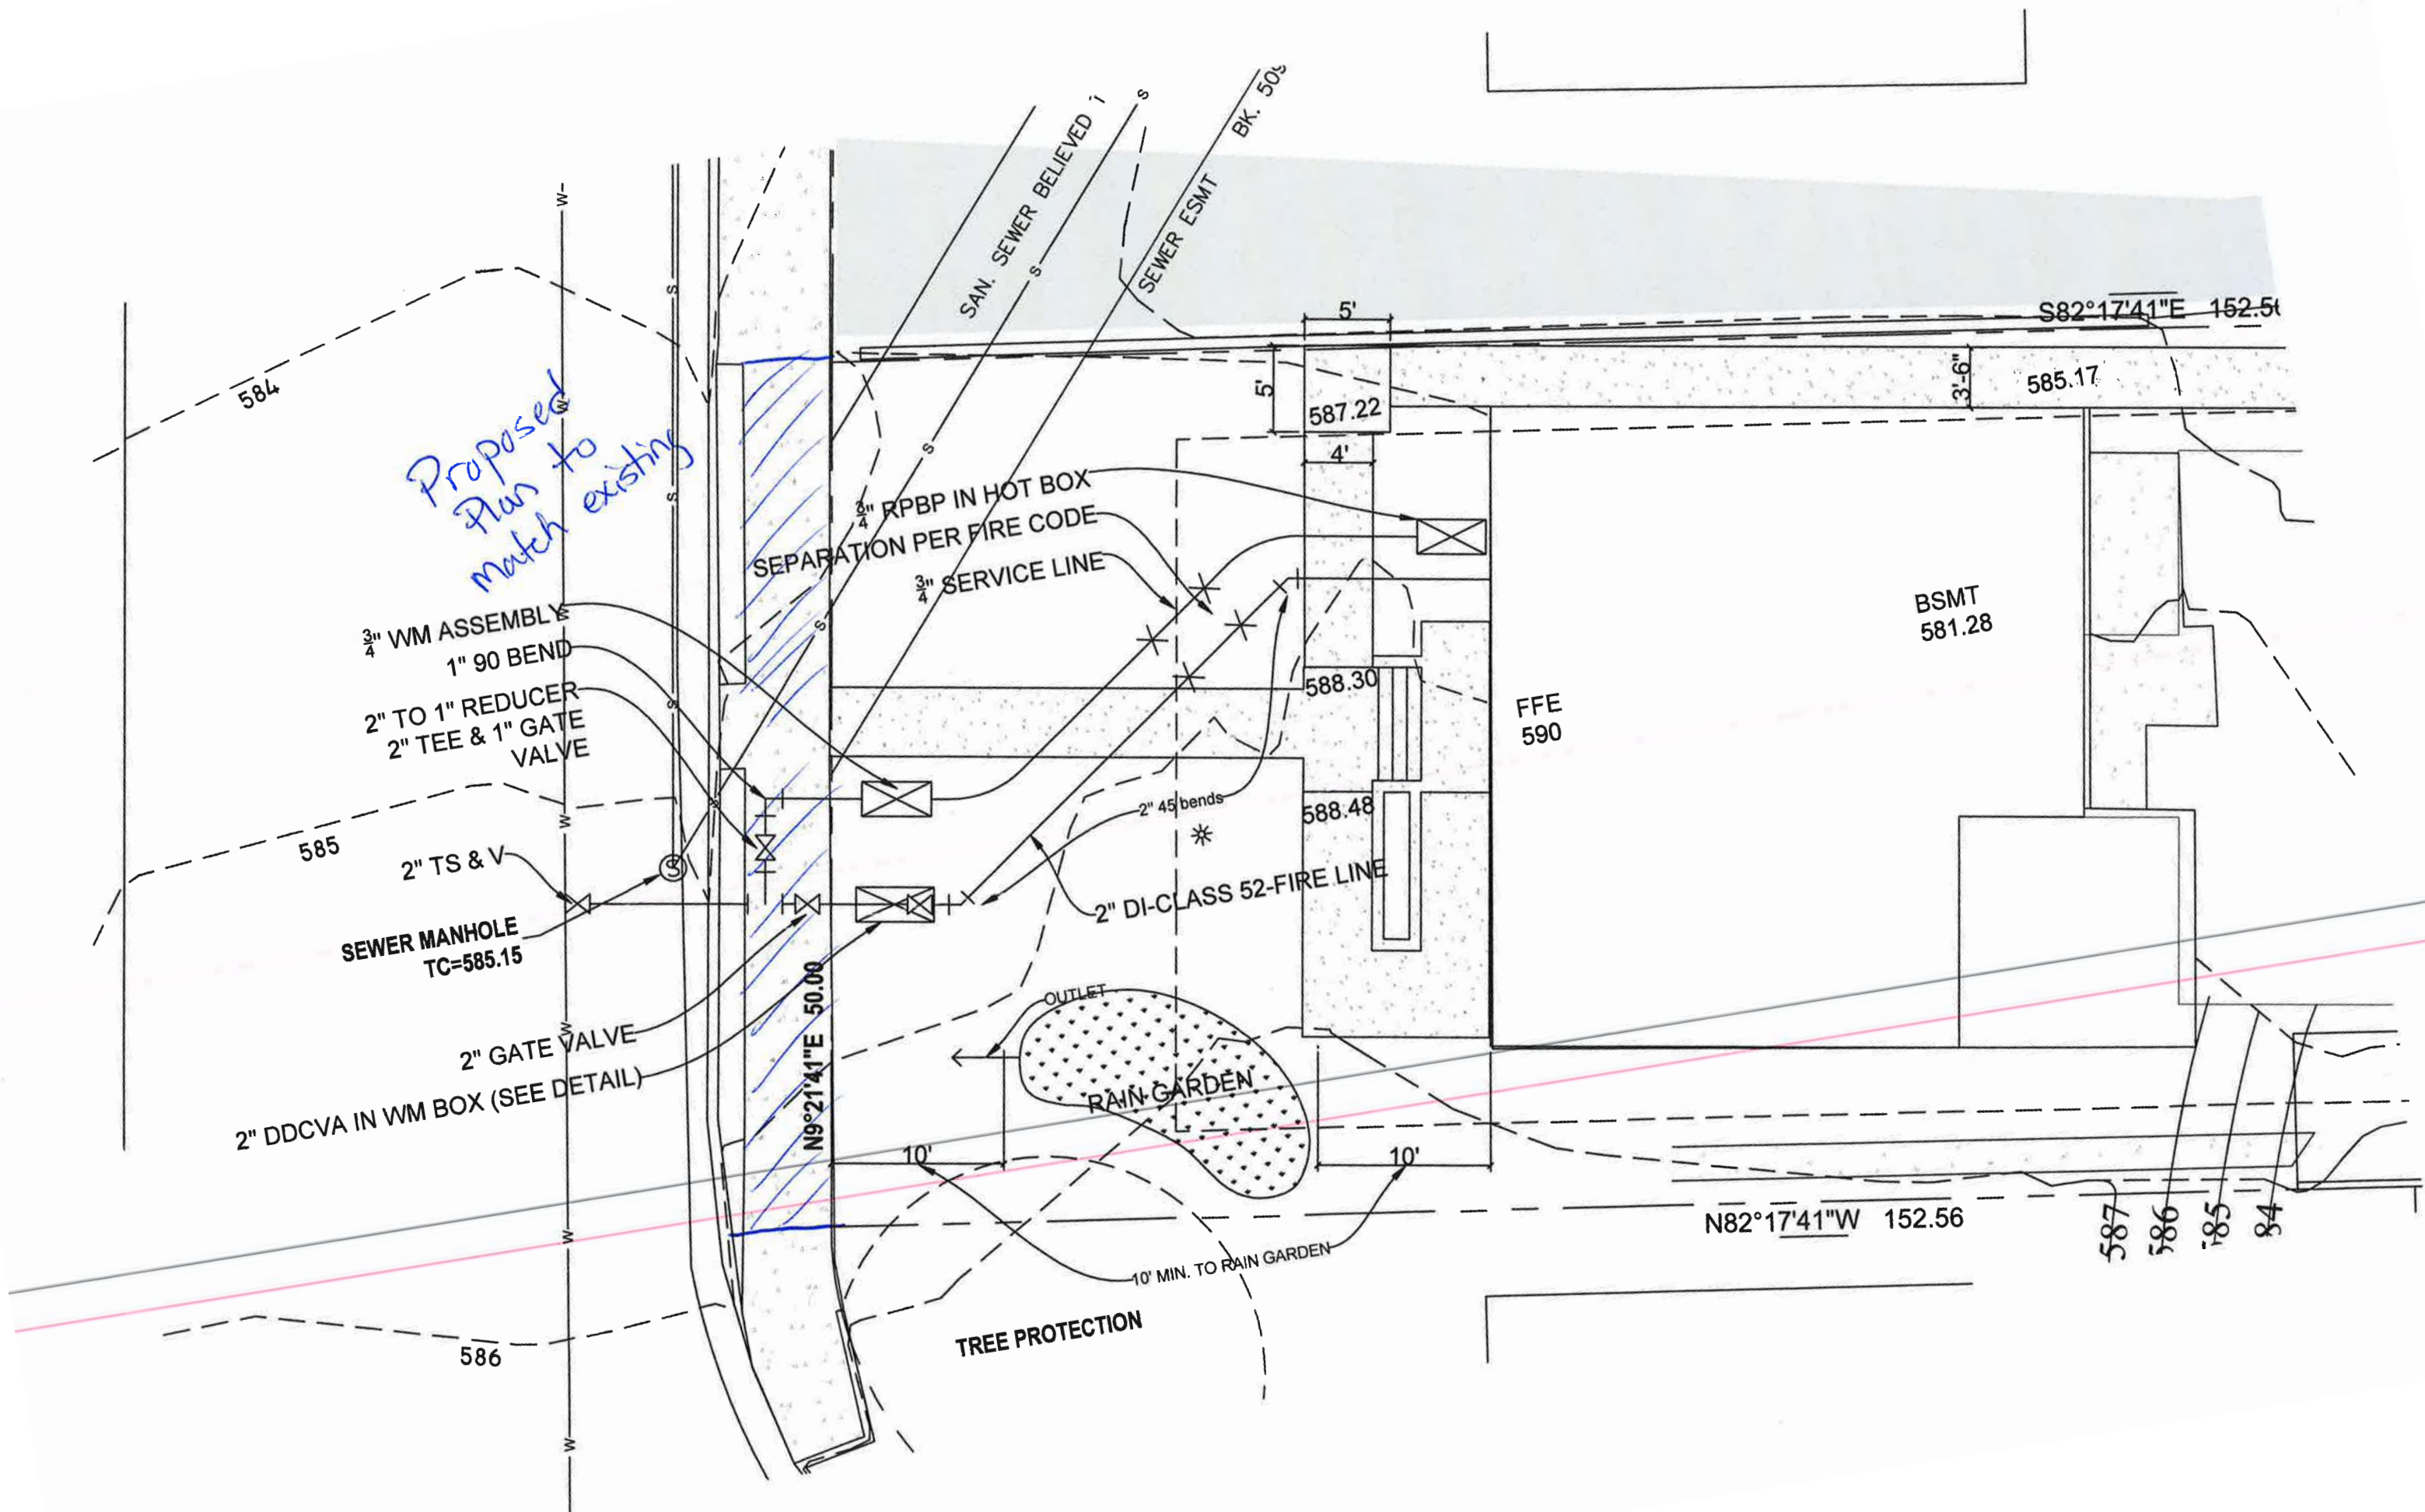 SAN. SEWER BELIEVED
SEWER ESMT
BK. 509
S82°17'41"E 152.56
5'
5'
587.22
4'
3'-6"
585.17
584
Proposed
Plan to
match existing
3/4" RPBP IN HOT BOX
SEPARATION PER FIRE CODE
3/4" SERVICE LINE
3/4" WM ASSEMBLY
1" 90 BEND
2" TO 1" REDUCER
2" TEE & 1" GATE
VALVE
BSMT
581.28
588.30
FFE
590
588.48
585
2" TS & V
SEWER MANHOLE
TC=585.15
2" 45 bends
2" DI-CLASS 52-FIRE LINE
2" GATE VALVE
2" DDCVA IN WM BOX (SEE DETAIL)
N9°21'41"E 50.00
OUTLET
RAIN GARDEN
10'
10'
10' MIN. TO RAIN GARDEN
TREE PROTECTION
N82°17'41"W 152.56
587
586
585
84
586
W
W
W
W
W
W
W
W
S
S
S
S
S
S
S
S
S